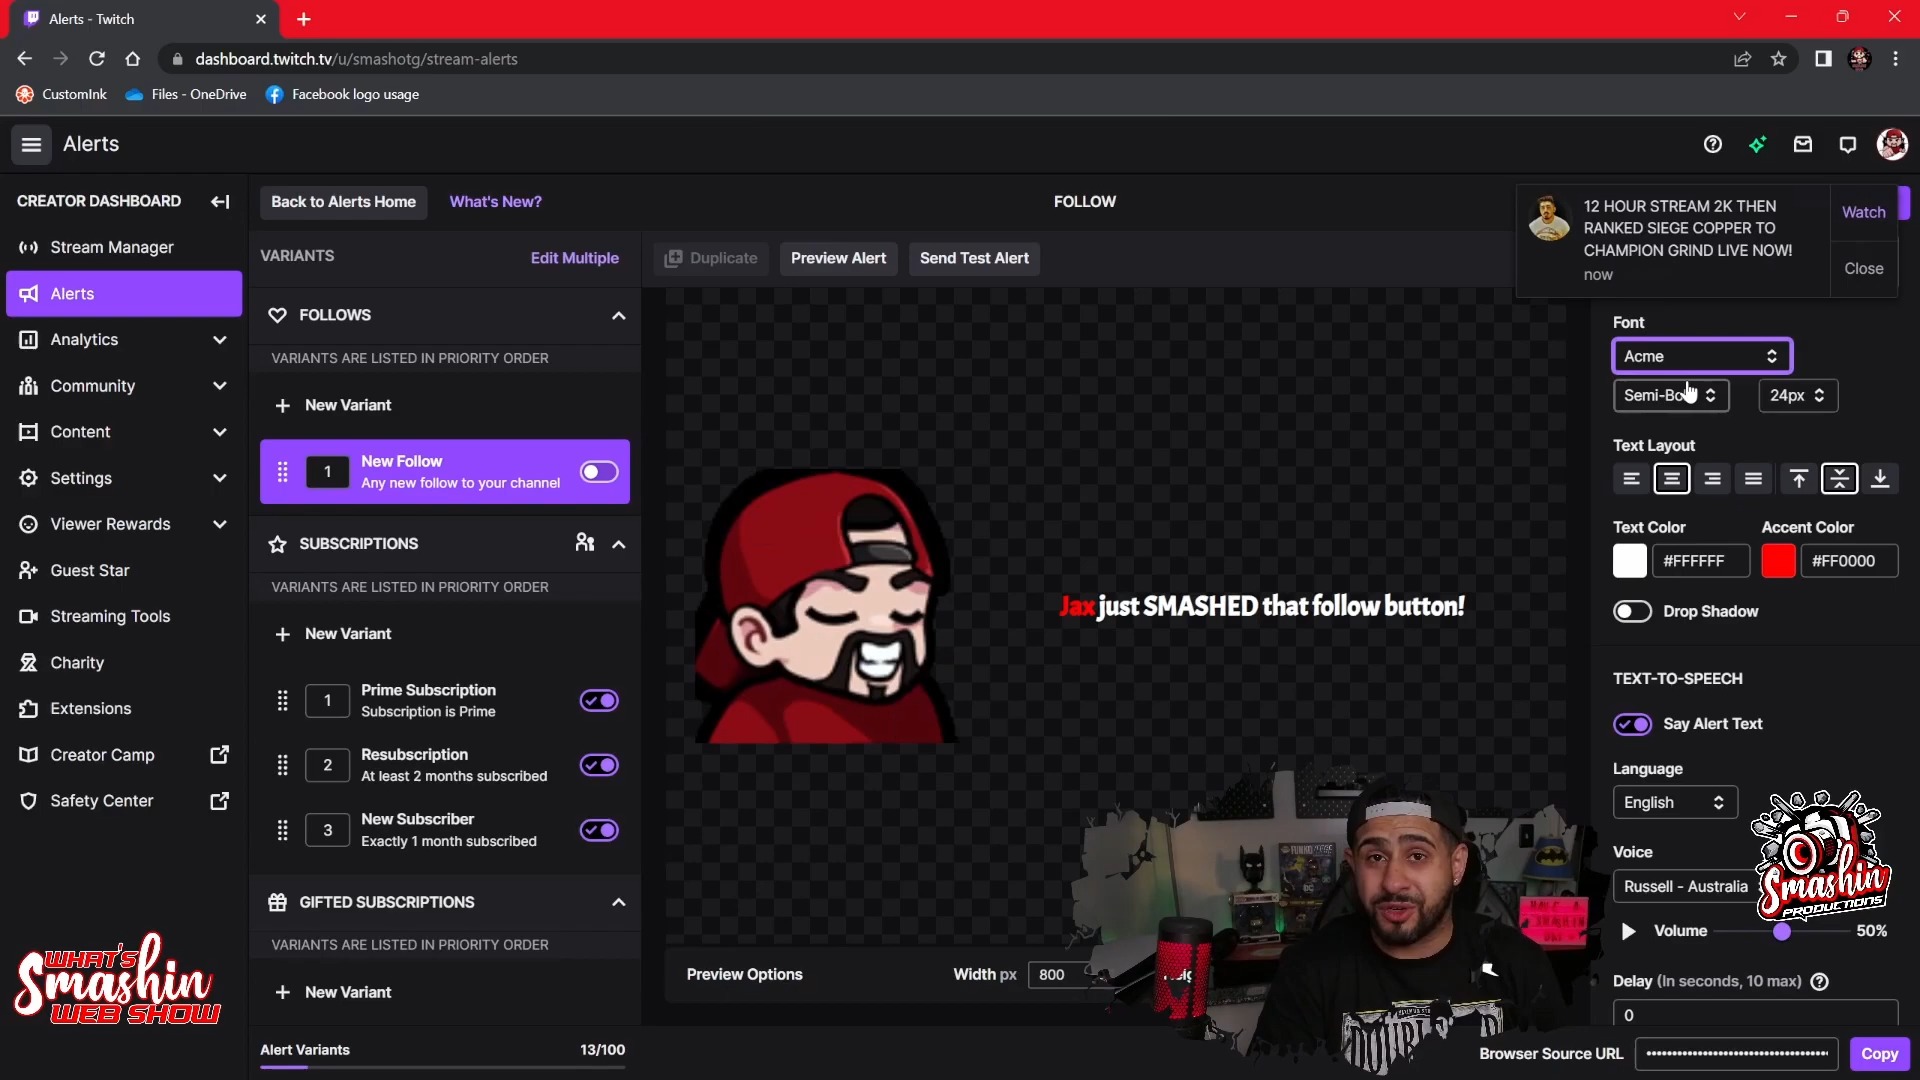 Alerts - Twitch
dashboard.twitch.tv/u/smashotg/stream-alerts
CustomInk
Files - OneDrive
Facebook logo usage
Alerts
CREATOR DASHBOARD
Stream Manager
Alerts
Analytics
Community
Content
Settings
Viewer Rewards
Guest Star
Streaming Tools
Charity
Extensions
Creator Camp
Safety Center
WHAT'S
Smashin
WEB SHOW
Back to Alerts Home
What's New?
FOLLOW
VARIANTS
Edit Multiple
FOLLOWS
VARIANTS ARE LISTED IN PRIORITY ORDER
New Variant
1
New Follow
Any new follow to your channel
SUBSCRIPTIONS
VARIANTS ARE LISTED IN PRIORITY ORDER
New Variant
1
Prime Subscription
Subscription is Prime
2
Resubscription
At least 2 months subscribed
3
New Subscriber
Exactly 1 month subscribed
GIFTED SUBSCRIPTIONS
VARIANTS ARE LISTED IN PRIORITY ORDER
New Variant
Alert Variants
13/100
Duplicate
Preview Alert
Send Test Alert
Jax just SMASHED that follow button!
Preview Options
Width px
800
12 HOUR STREAM 2K THEN
RANKED SIEGE COPPER TO
CHAMPION GRIND LIVE NOW!
now
Watch
Close
Font
Acme
24px
Text Layout
Text Color
Accent Color
#FFFFFF
#FF0000
Drop Shadow
TEXT-TO-SPEECH
Say Alert Text
Language
English
Voice
Russell - Australia
Smashin
PRODUCTIONS
Volume
50%
Delay (In seconds, 10 max)
0
Browser Source URL
Copy